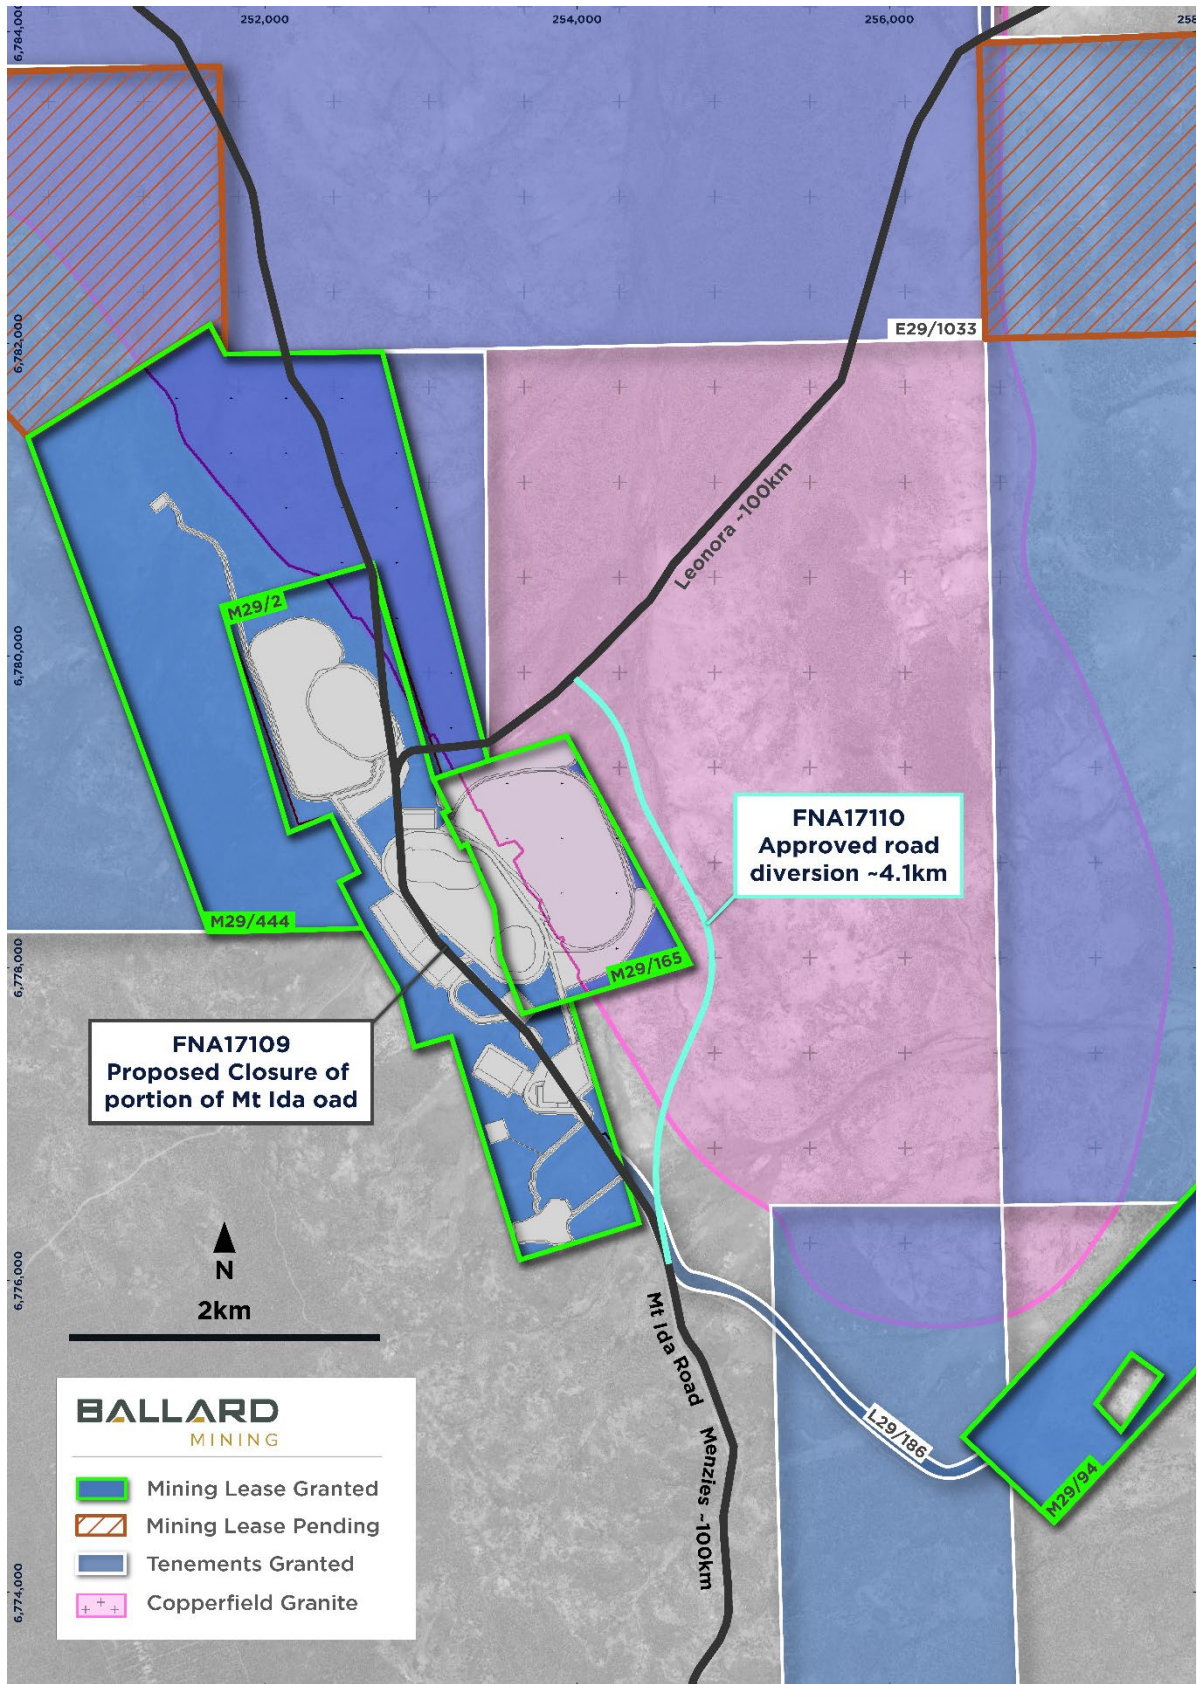 252,000
254,000
256,000
258
6,784,000
6,782,000
E29/1033
Leonora ~100km
M29/2
6,780,000
FNA17110
Approved road
diversion ~4.1km
M29/444
M29/165
6,778,000
FNA17109
Proposed Closure of
portion of Mt Ida oad
N
2km
6,776,000
Mt Ida Road
Menzies ~100km
L29/186
M29/94
BALLARD
MINING
Mining Lease Granted
Mining Lease Pending
Tenements Granted
Copperfield Granite
6,774,000